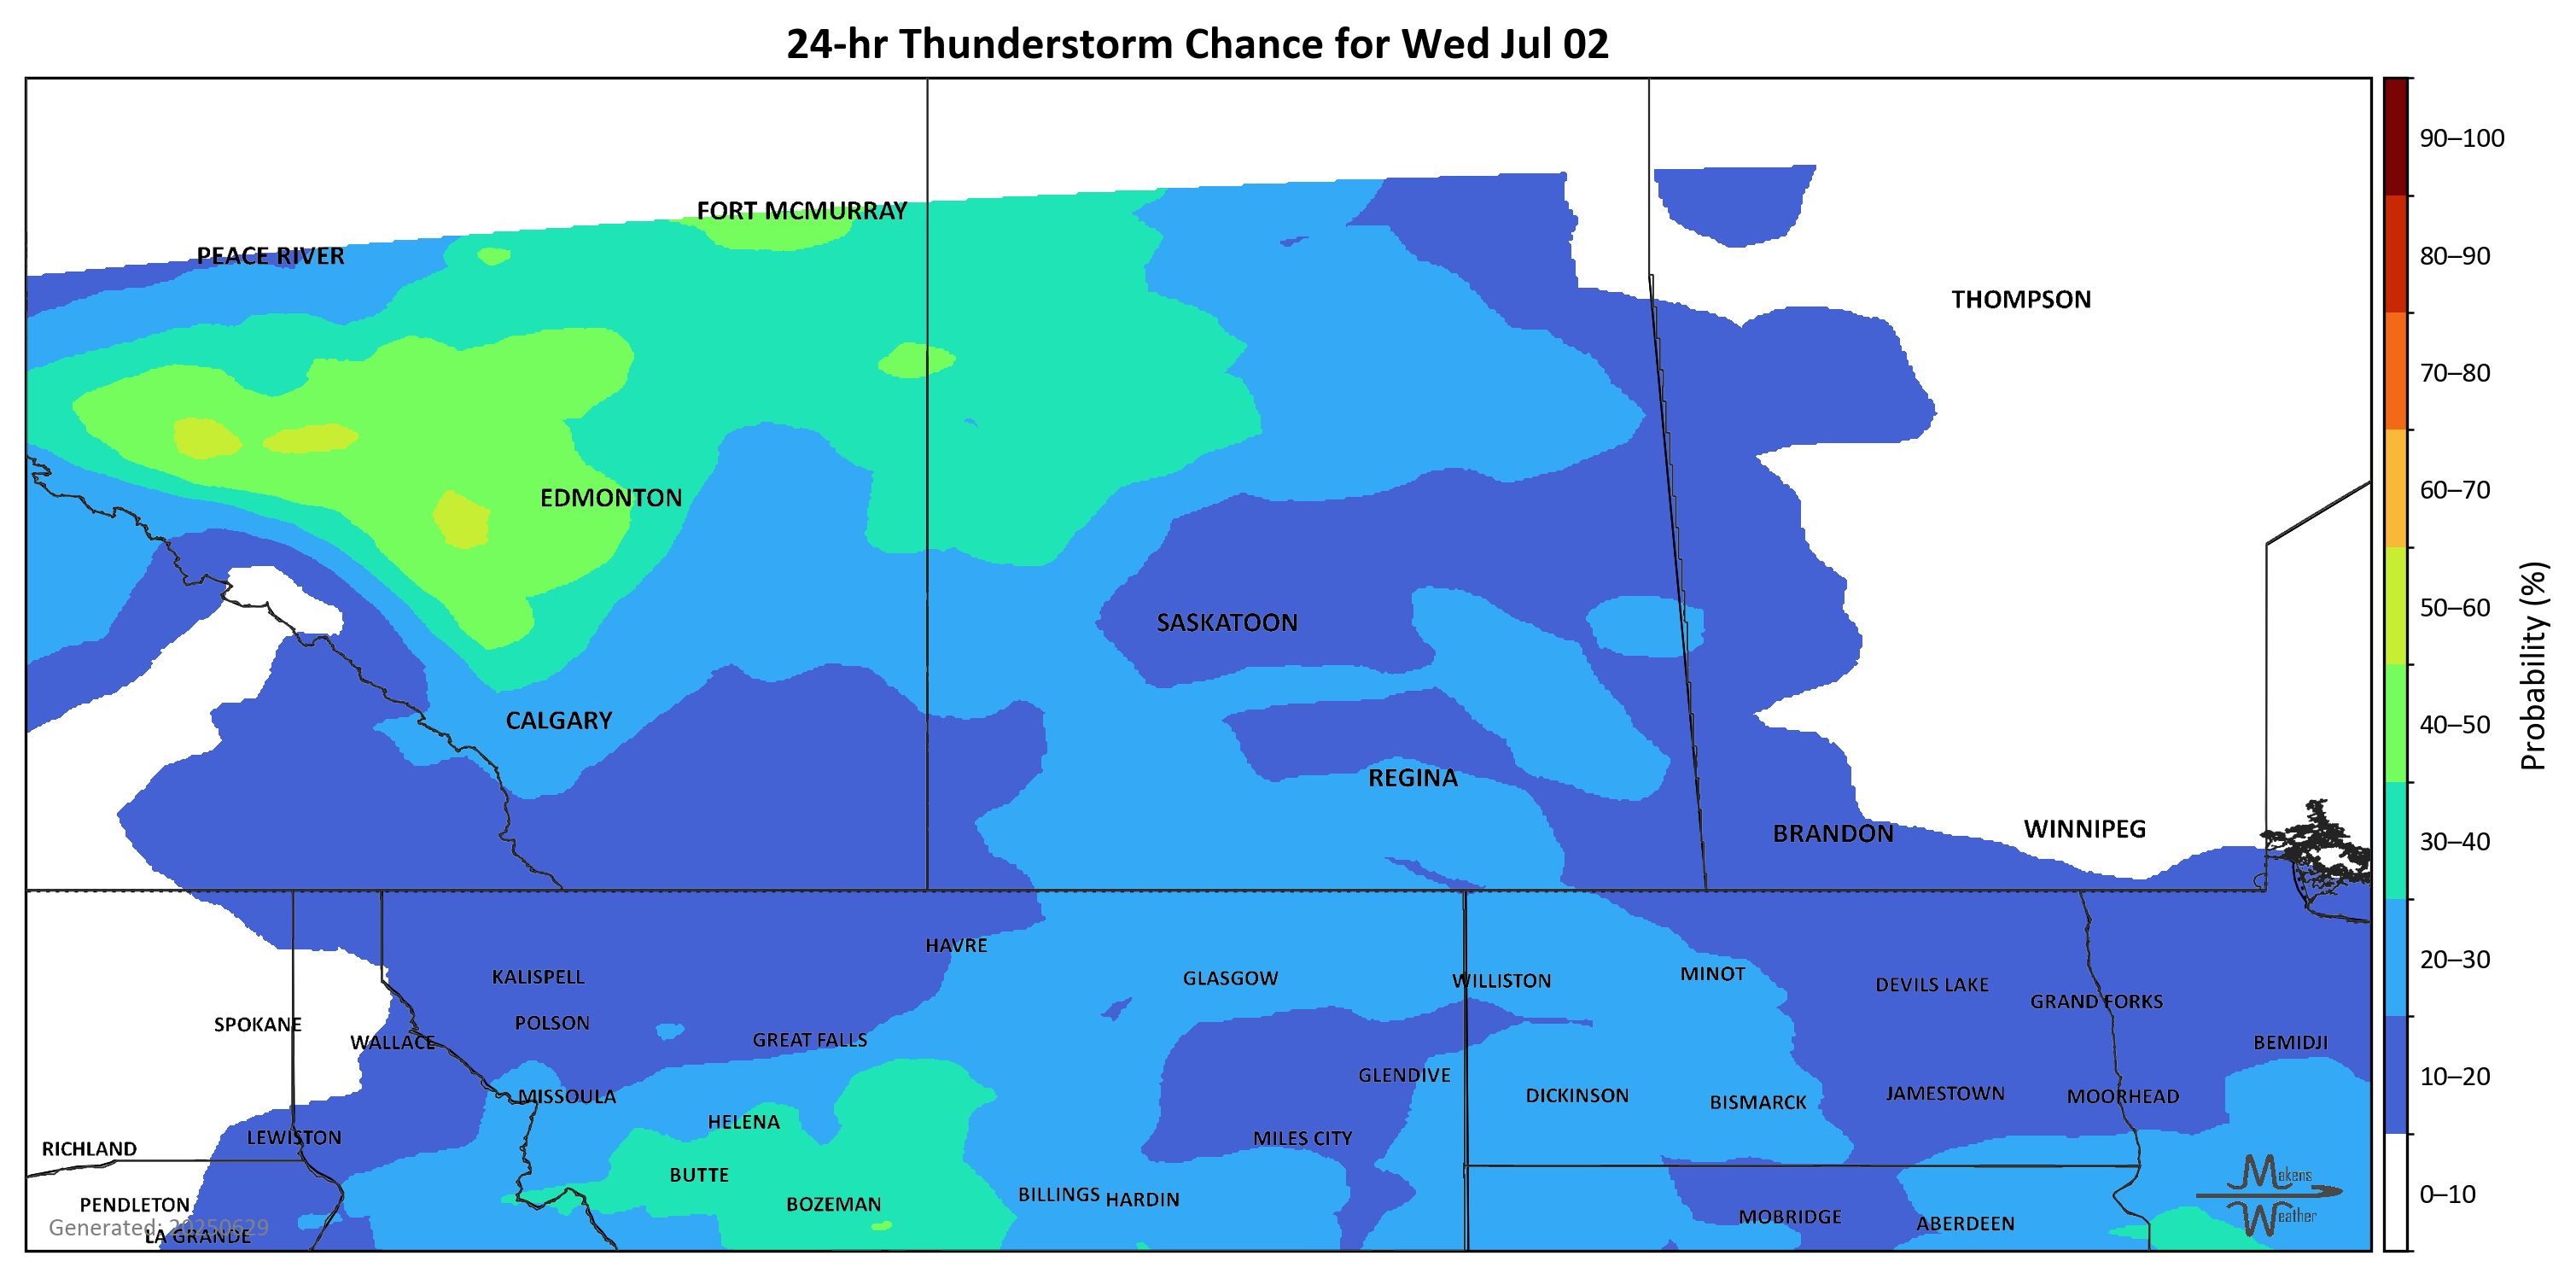 24-hr Thunderstorm Chance for Wed Jul 02
FORT MCMURRAY
PEACE RIVER
THOMPSON
EDMONTON
SASKATOON
CALGARY
REGINA
BRANDON
WINNIPEG
HAVRE
KALISPELL
GLASGOW
WILLISTON
MINOT
DEVILS LAKE
GRAND FORKS
SPOKANE
POLSON
WALLACE
GREAT FALLS
BEMIDJI
GLENDIVE
MISSOULA
DICKINSON
BISMARCK
JAMESTOWN
MOORHEAD
HELENA
LEWISTON
MILES CITY
RICHLAND
BUTTE
BOZEMAN
BILLINGS
HARDIN
PENDLETON
MOBRIDGE
ABERDEEN
Generated: 20250629
LA GRANDE
Makens
Weather
90–100
80–90
70–80
60–70
50–60
40–50
30–40
20–30
10–20
0–10
Probability (%)